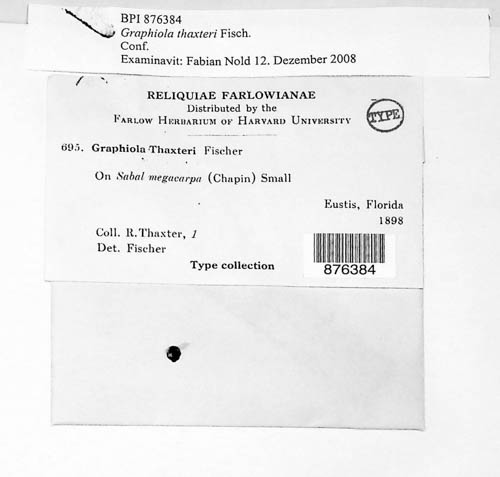 BPI 876384
Graphiola thaxteri Fisch.
Conf.
Examinavit: Fabian Nold 12. Dezember 2008
RELIQUIAE FARLOWIANAE
Distributed by the
FARLOW HERBARIUM OF HARVARD UNIVERSITY
TYPE
695. Graphiola Thaxteri Fischer
On Sabal megacarpa (Chapin) Small
Eustis, Florida
1898
Coll. R. Thaxter, 1
Det. Fischer
Type collection
876384